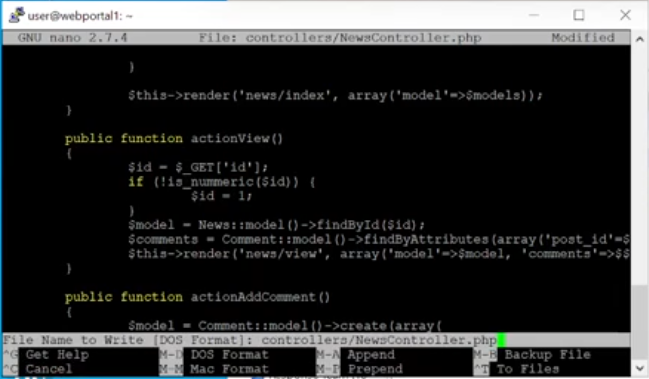 user@webportal1: ~
GNU nano 2.7.4 File: controllers/NewsController.php Modified
}
$this->render('news/index', array('model'=>$models));
}
public function actionView()
{
$id = $_GET['id'];
if (!is_nummeric($id)) {
$id = 1;
}
$model = News::model()->findById($id);
$comments = Comment::model()->findByAttributes(array('post_id'=$
$this->render('news/view', array('model'=>$model, 'comments'=>$$
}
public function actionAddComment()
{
$model = Comment::model()->create(array(
File Name to Write [DOS Format]: controllers/NewsController.php
^G Get Help M-D DOS Format M-A Append M-B Backup File
^C Cancel M-M Mac Format M-P Prepend ^T To Files